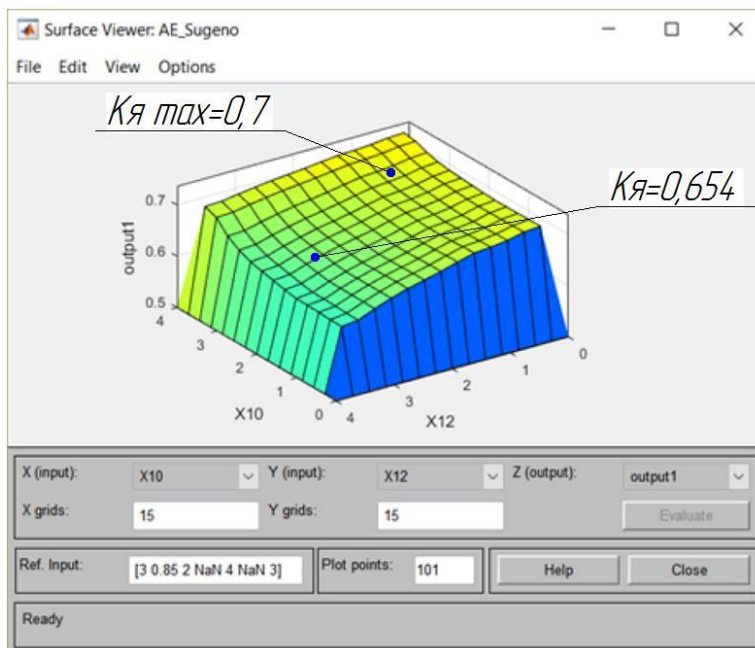 Surface Viewer: AE_Sugeno
File Edit View Options
Kя max=0,7
Kя=0,654
0.7
0.6
0.5
output1
4
3
2
1
0
X10
4
3
2
1
0
X12
X (input): X10 Y (input): X12 Z (output): output1
X grids: 15 Y grids: 15 Evaluate
Ref. Input: [3 0.85 2 NaN 4 NaN 3] Plot points: 101 Help Close
Ready